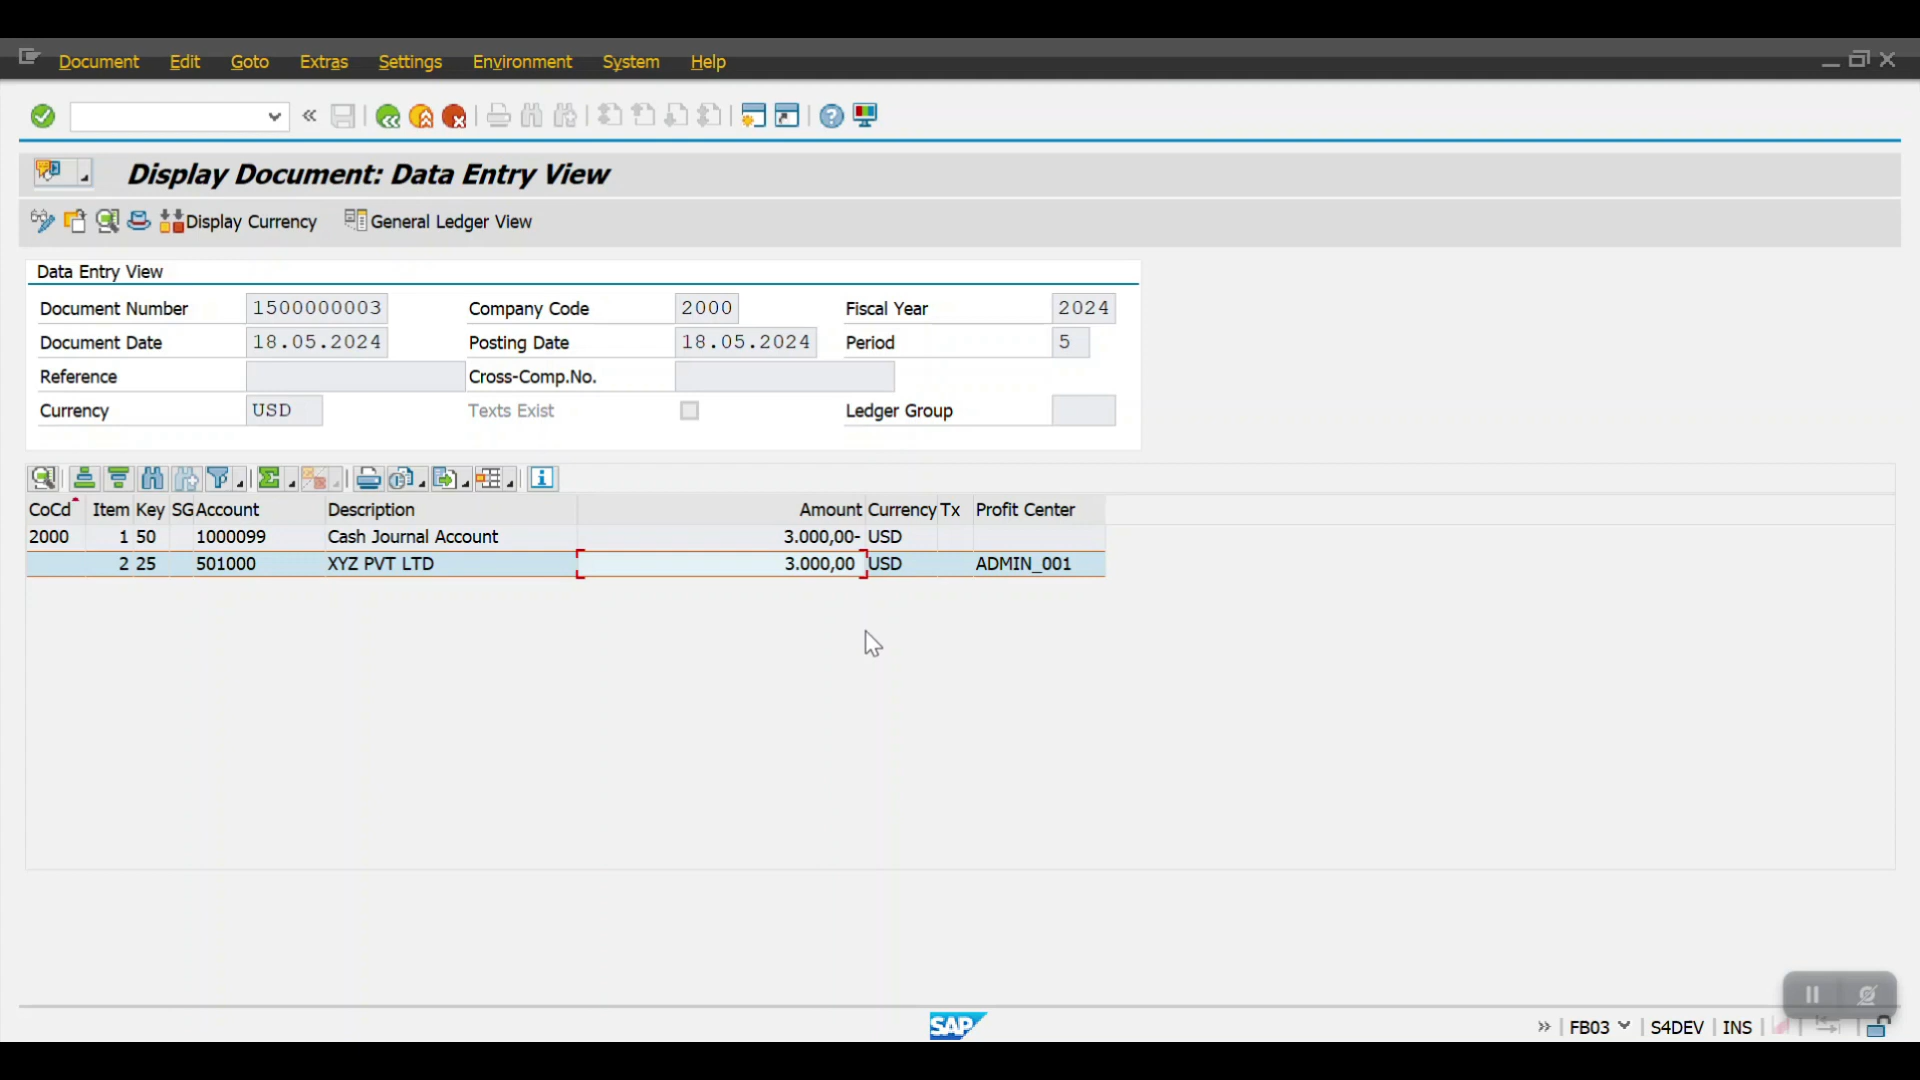 Document Edit Goto Extras Settings Environment System Help
Display Document: Data Entry View
Display Currency General Ledger View
Data Entry View
Document Number 1500000003 Company Code 2000 Fiscal Year 2024
Document Date 18.05.2024 Posting Date 18.05.2024 Period 5
Reference Cross-Comp.No.
Currency USD Texts Exist Ledger Group
CoCd Item Key SG Account Description Amount Currency Tx Profit Center
2000 1 50 1000099 Cash Journal Account 3.000,00- USD
2 25 501000 XYZ PVT LTD 3.000,00 USD ADMIN_001
SAP
FB03 S4DEV INS